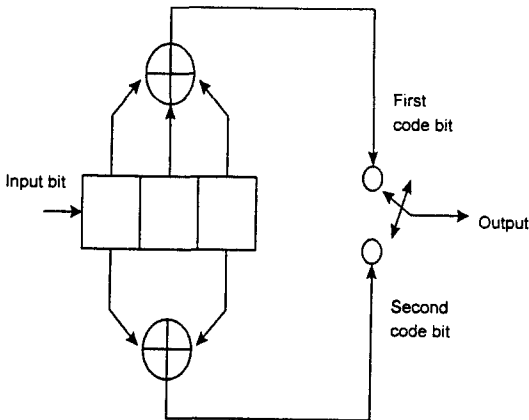 First
code bit
Input bit
Output
Second
code bit